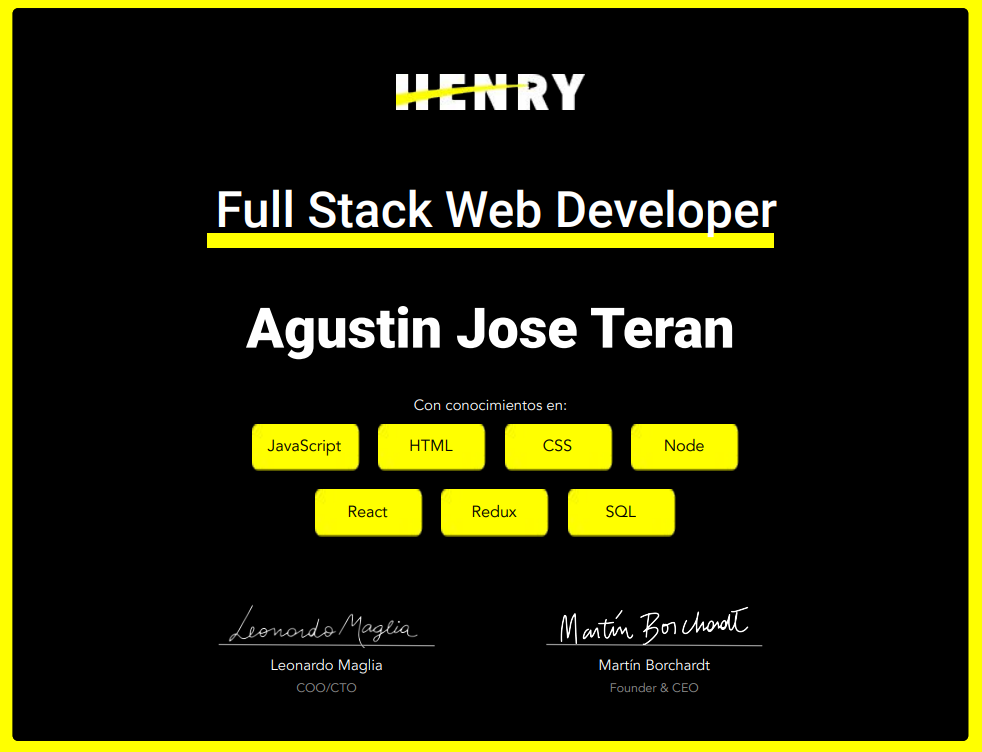 HENRY
Full Stack Web Developer
Agustin Jose Teran
Con conocimientos en:
JavaScript HTML CSS Node
React Redux SQL
Leonardo Maglia Martín Borchardt
Leonardo Maglia Martín Borchardt
COO/CTO Founder & CEO